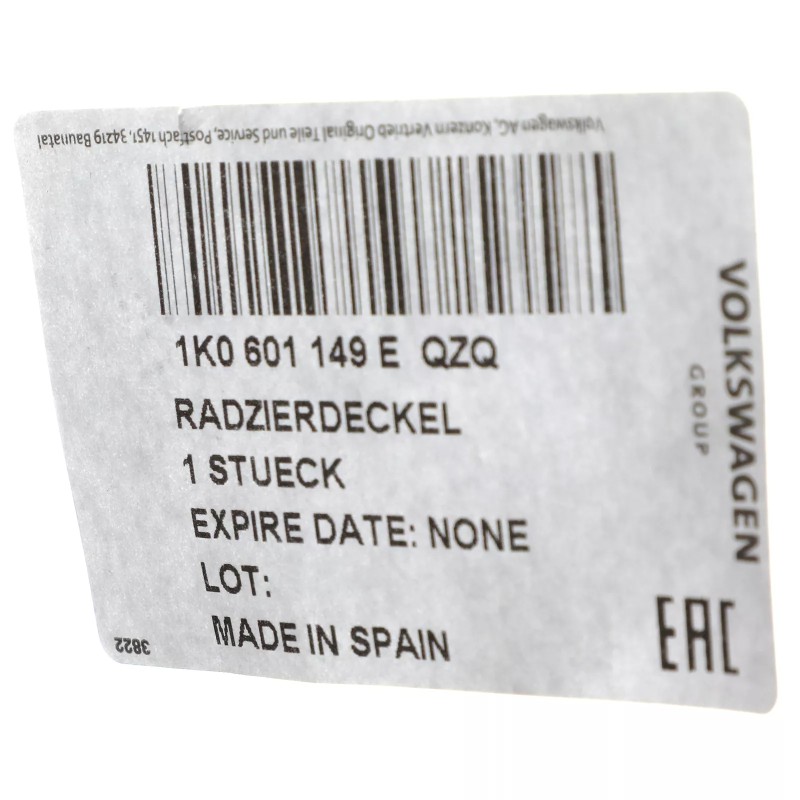 Volkswagen AG, Konzern Vertrieb Original Teile und Service, Postfach 1451, 34219 Baunatal
1K0 601 149 E QZQ
RADZIERDECKEL
1 STUECK
EXPIRE DATE: NONE
LOT:
MADE IN SPAIN
3822
VOLKSWAGEN
GROUP
EAC